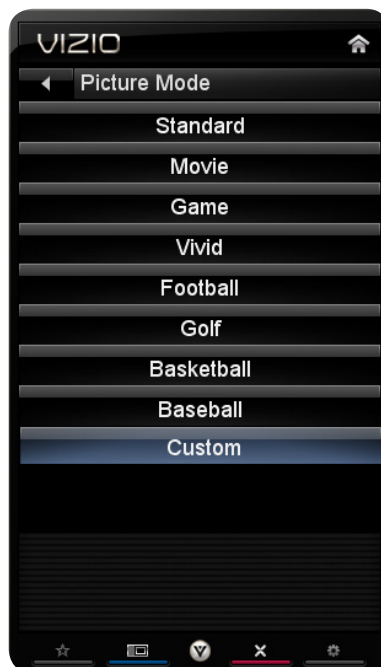 VIZIO
Picture Mode
Standard
Movie
Game
Vivid
Football
Golf
Basketball
Baseball
Custom
V